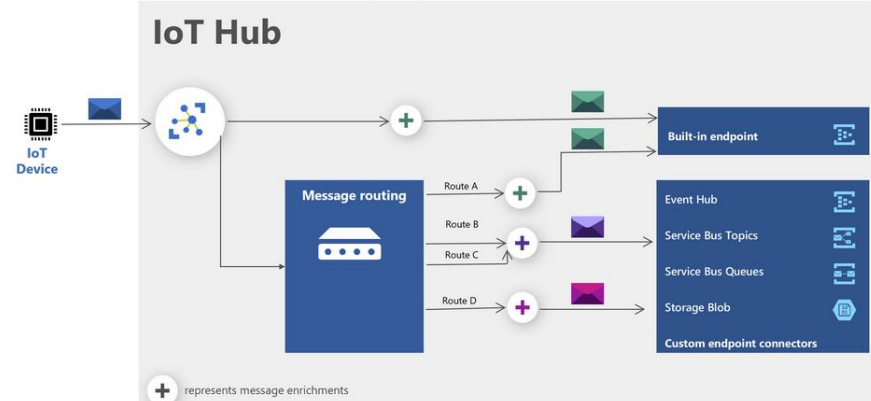 IoT Hub
IoT
Device
Built-in endpoint
Message routing
Route A
Route B
Route C
Route D
Event Hub
Service Bus Topics
Service Bus Queues
Storage Blob
Custom endpoint connectors
represents message enrichments